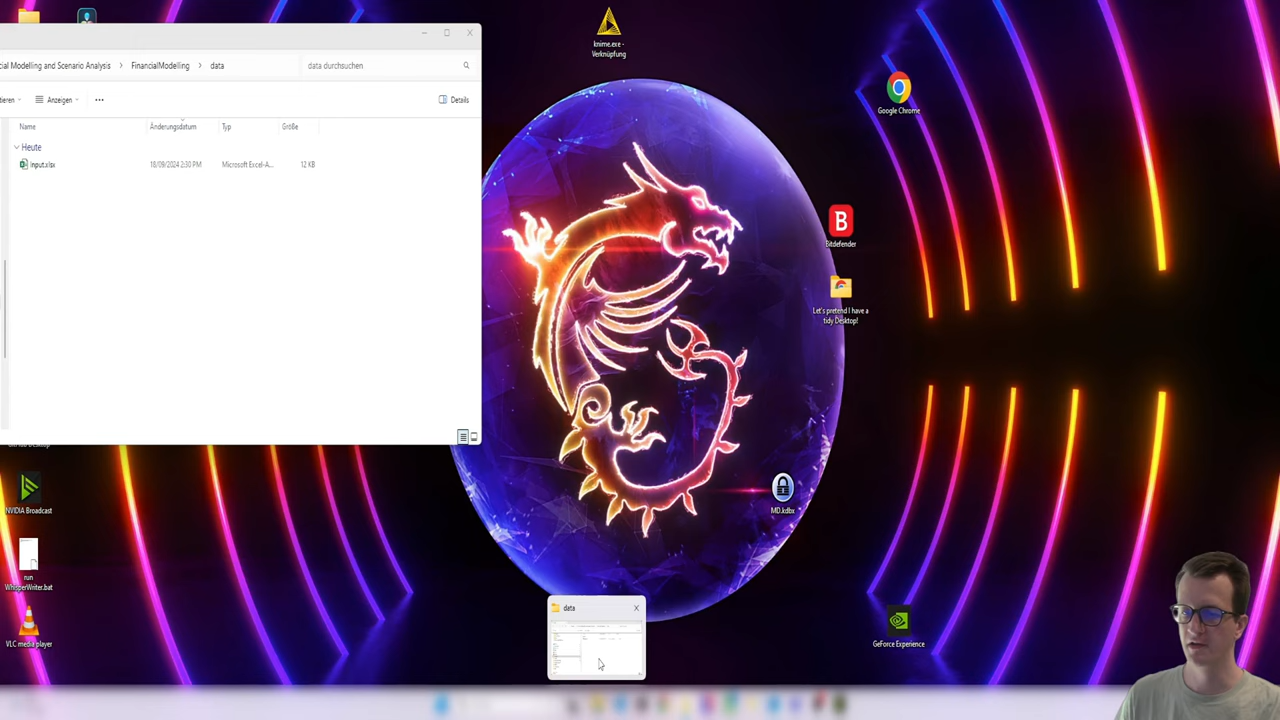 knime.exe -
Verknüpfung
cial Modelling and Scenario Analysis > FinancialModelling > data
data durchsuchen
Anzeigen
Details
Name
Änderungsdatum
Typ
Größe
Heute
input.xlsx
18/09/2024 2:30 PM
Microsoft Excel-A...
12 KB
Google Chrome
B
Bitdefender
Let's pretend I have a
tidy Desktop!
MD.kdbx
NVIDIA Broadcast
run
WhisperWriter.bat
VLC media player
GeForce Experience
data